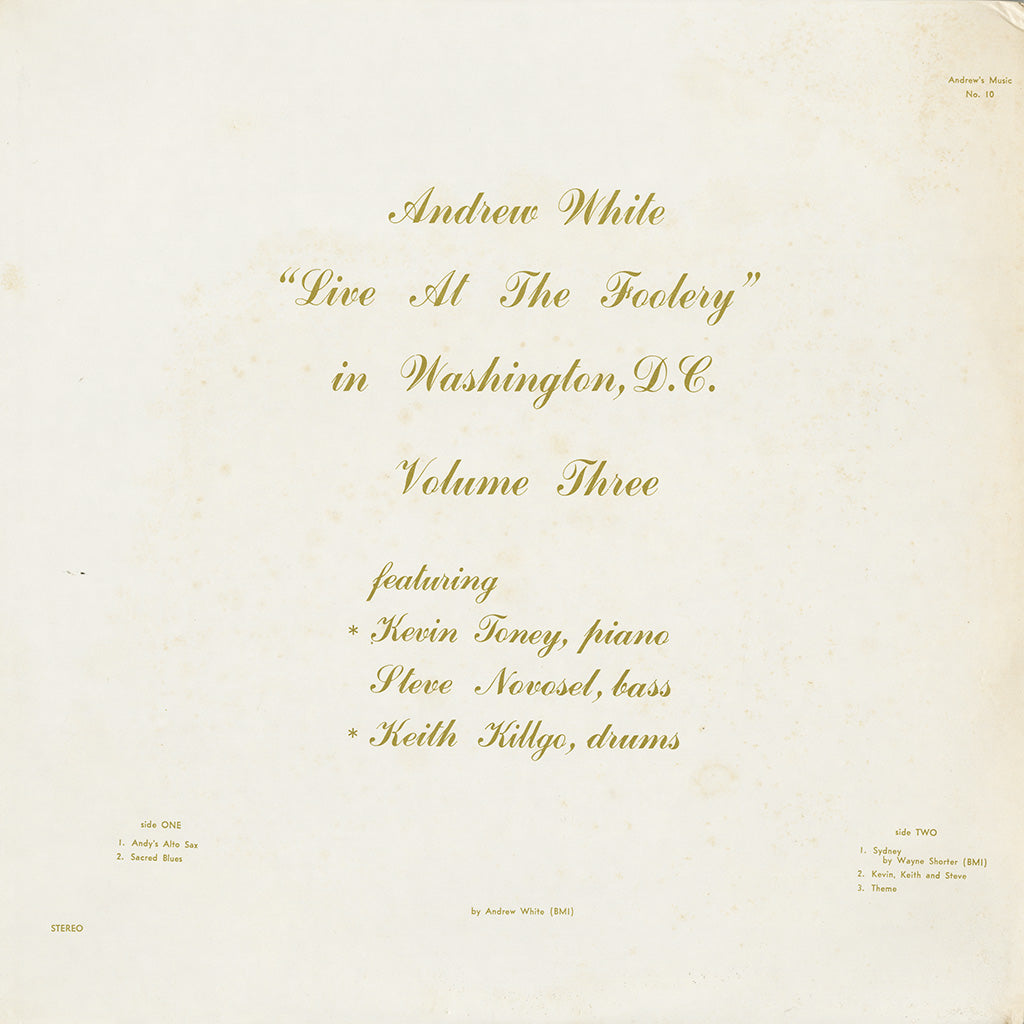 Andrew's Music
No. 10
Andrew White
“Live At The Foolery”
in Washington, D.C.
Volume Three
featuring
* Kevin Toney, piano
Steve Novosel, bass
* Keith Killgo, drums
side ONE
1. Andy's Alto Sax
2. Sacred Blues
side TWO
1. Sydney
by Wayne Shorter (BMI)
2. Kevin, Keith and Steve
3. Theme
by Andrew White (BMI)
STEREO